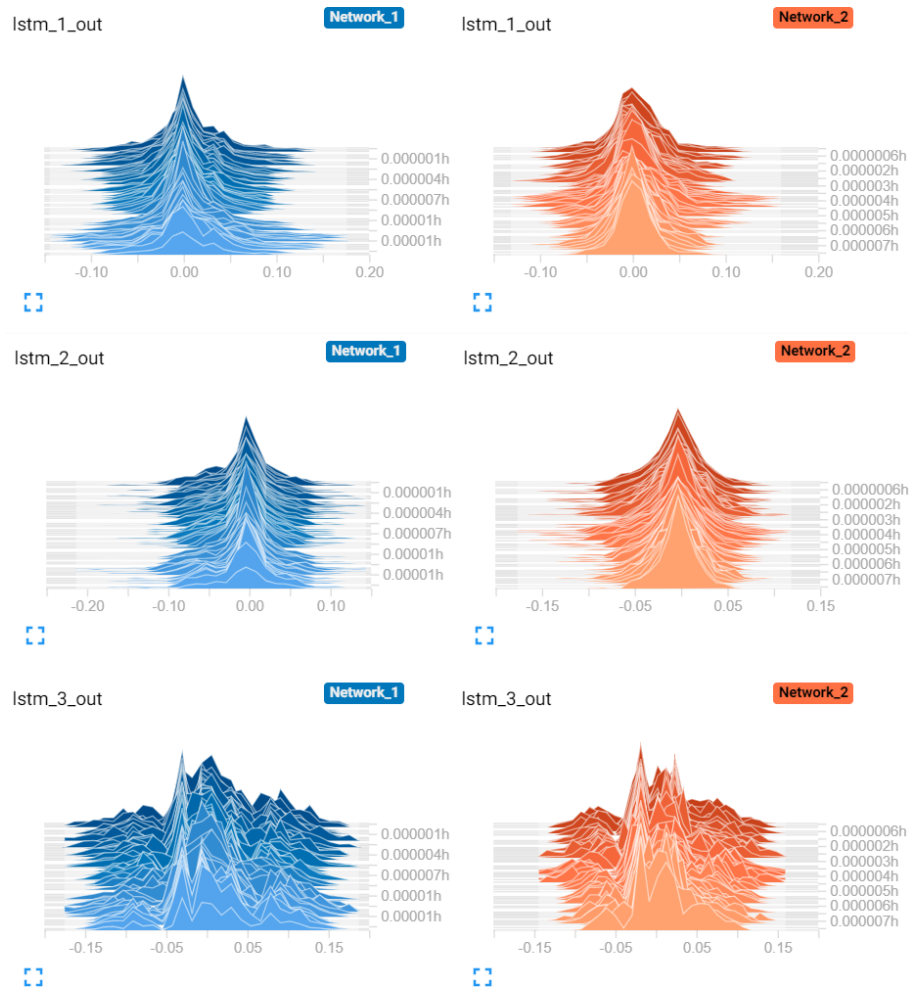 lstm_1_out Network_1 lstm_1_out Network_2
0.000001h 0.0000006h
0.000004h 0.000002h
0.000007h 0.000003h
0.00001h 0.000004h
0.00001h 0.000005h
0.000006h
0.000007h
-0.10 0.00 0.10 0.20 -0.10 0.00 0.10 0.20
lstm_2_out Network_1 lstm_2_out Network_2
0.000001h 0.0000006h
0.000004h 0.000002h
0.000007h 0.000003h
0.00001h 0.000004h
0.00001h 0.000005h
0.000006h
0.000007h
-0.20 -0.10 0.00 0.10 -0.15 -0.05 0.05 0.15
lstm_3_out Network_1 lstm_3_out Network_2
0.000001h 0.0000006h
0.000004h 0.000002h
0.000007h 0.000003h
0.00001h 0.000004h
0.00001h 0.000005h
0.000006h
0.000007h
-0.15 -0.05 0.05 0.15 -0.15 -0.05 0.05 0.15